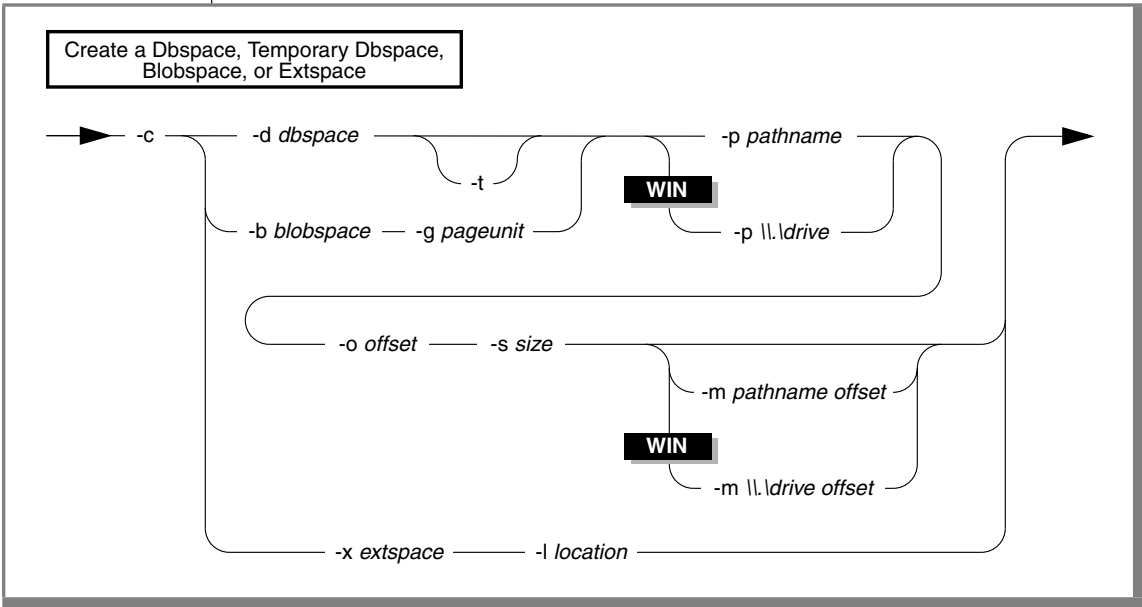 Create a Dbspace, Temporary Dbspace,
Blobspace, or Extspace
-c -d dbspace -p pathname
-t
WIN
-b blobspace -g pageunit -p \\.\drive
-o offset -s size
-m pathname offset
WIN
-m \\.\drive offset
-x extspace -l location